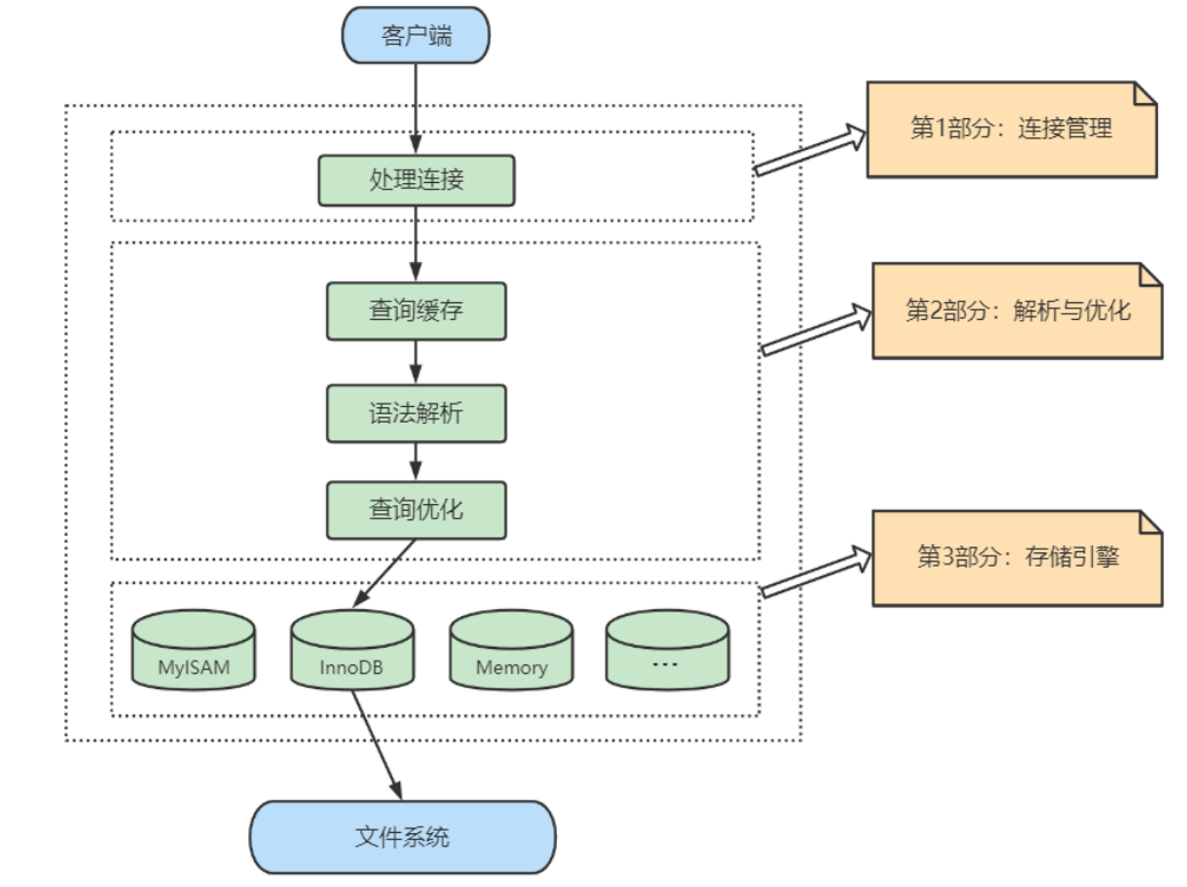 客户端
第1部分：连接管理
处理连接
查询缓存
第2部分：解析与优化
语法解析
查询优化
第3部分：存储引擎
MyISAM
InnoDB
Memory
...
文件系统